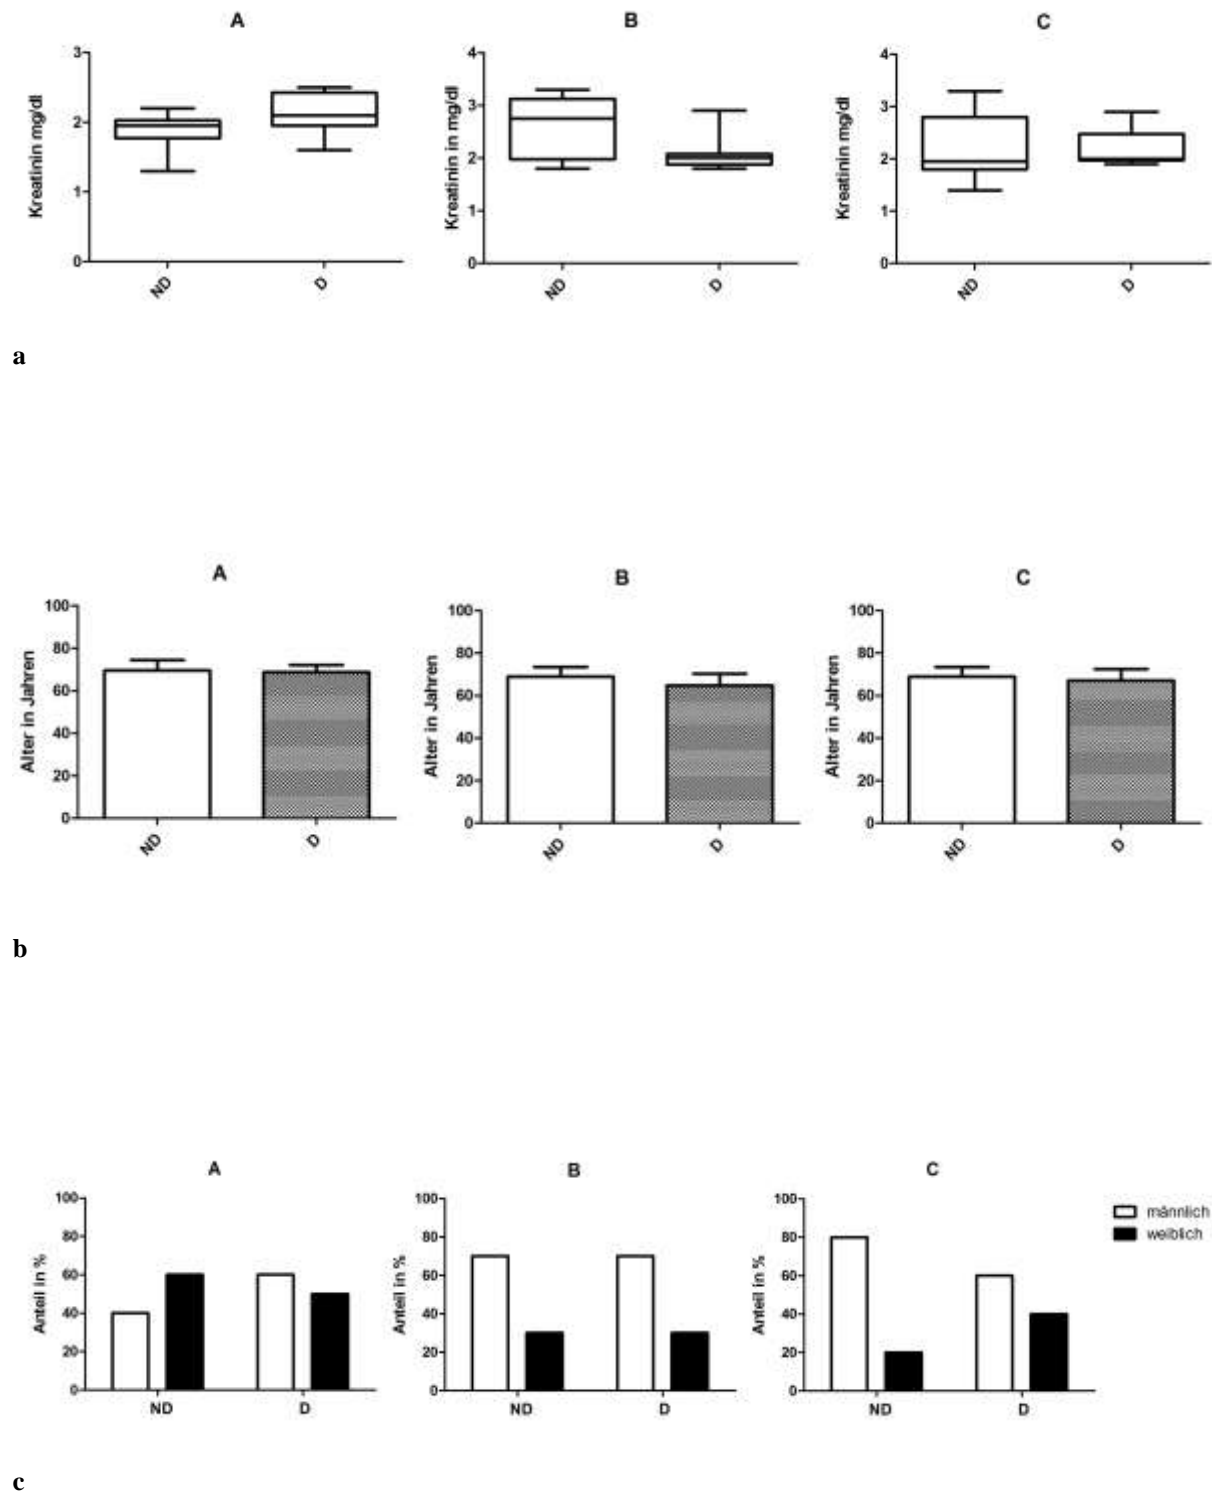 A
B
C
Kreatinin mg/dl
3
2
1
0
ND
D
Kreatinin in mg/dl
4
3
2
1
0
ND
D
Kreatinin mg/dl
4
3
2
1
0
ND
D
a
A
B
C
Alter in Jahren
100
80
60
40
20
0
ND
D
Alter in Jahren
100
80
60
40
20
0
ND
D
Alter in Jahren
100
80
60
40
20
0
ND
D
b
A
B
C
Anteil in %
100
80
60
40
20
0
ND
D
Anteil in %
100
80
60
40
20
0
ND
D
Anteil in %
100
80
60
40
20
0
ND
D
männlich
weiblich
c